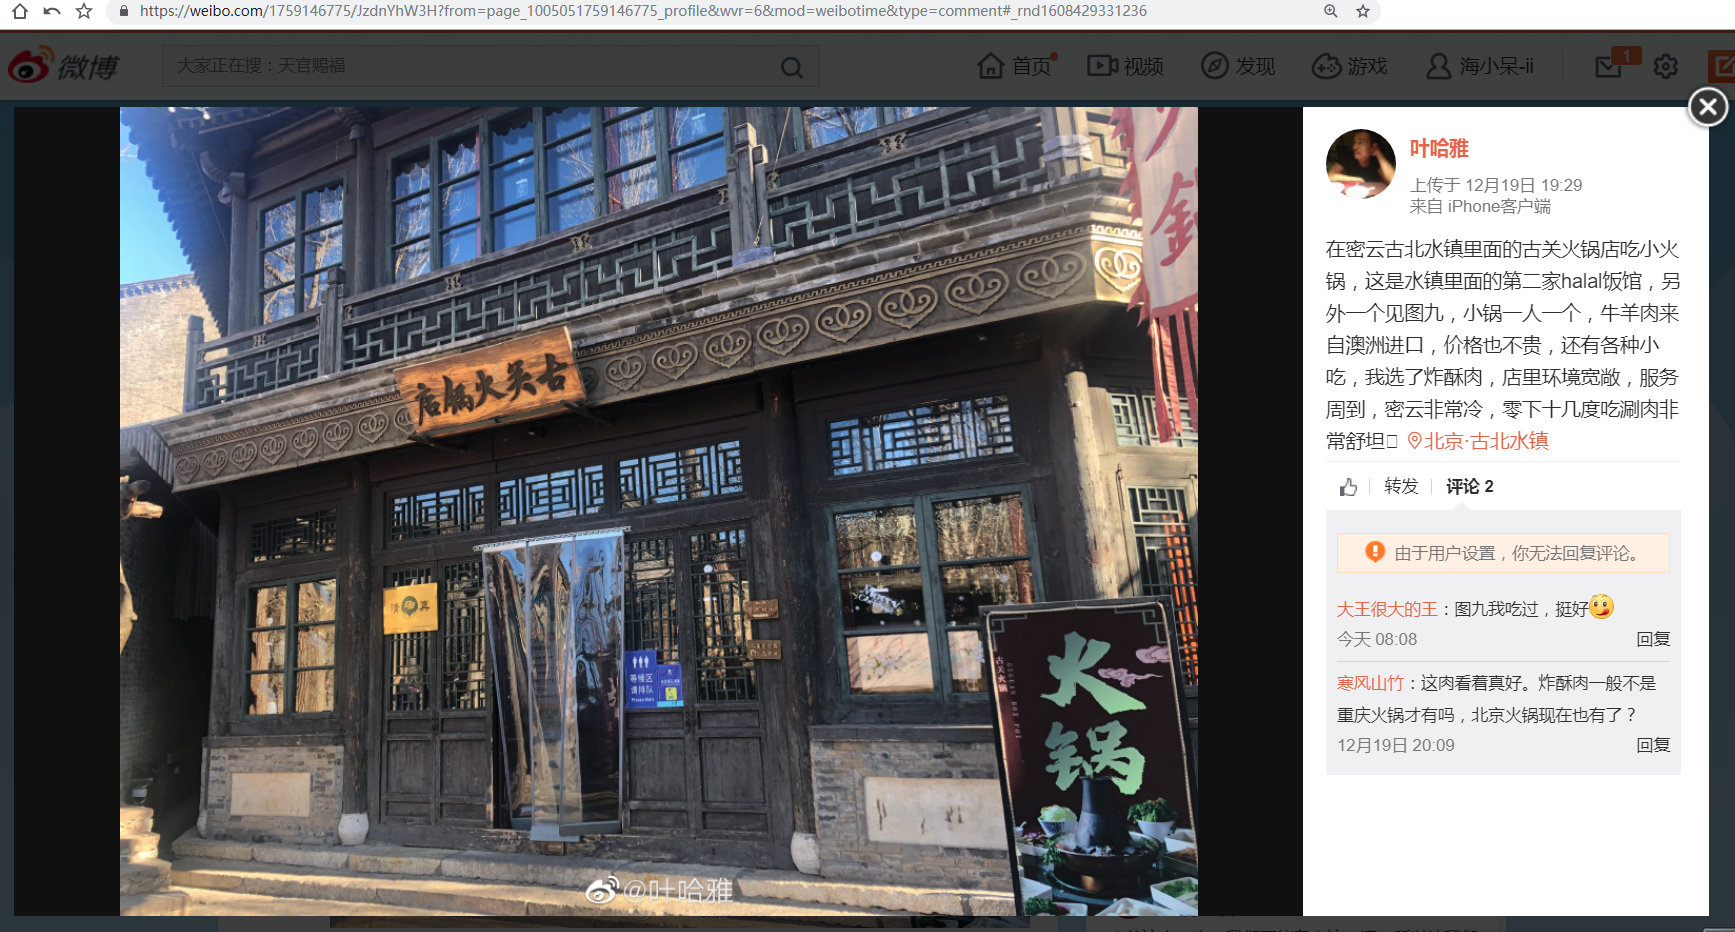 https://weibo.com/1759146775/JzdnYhW3H?from=page_1005051759146775_profile&wvr=6&mod=weibotime&type=comment#_rnd1608429331236
微博
大家正在搜：天官赐福
首页
视频
发现
游戏
海小呆-ii
1
叶哈雅
上传于 12月19日 19:29
来自 iPhone客户端
在密云古北水镇里面的古关火锅店吃小火
锅，这是水镇里面的第二家halal饭馆，另
外一个见图九，小锅一人一个，牛羊肉来
自澳洲进口，价格也不贵，还有各种小
吃，我选了炸酥肉，店里环境宽敞，服务
周到，密云非常冷，零下十几度吃涮肉非
常舒坦 北京·古北水镇
转发
评论 2
由于用户设置，你无法回复评论。
大王很大的王：图九我吃过，挺好
今天 08:08
回复
寒风山竹：这肉看着真好。炸酥肉一般不是
重庆火锅才有吗，北京火锅现在也有了？
12月19日 20:09
回复
店鍋火关古
清真
等候区
请排队
古关火锅
火锅
@叶哈雅